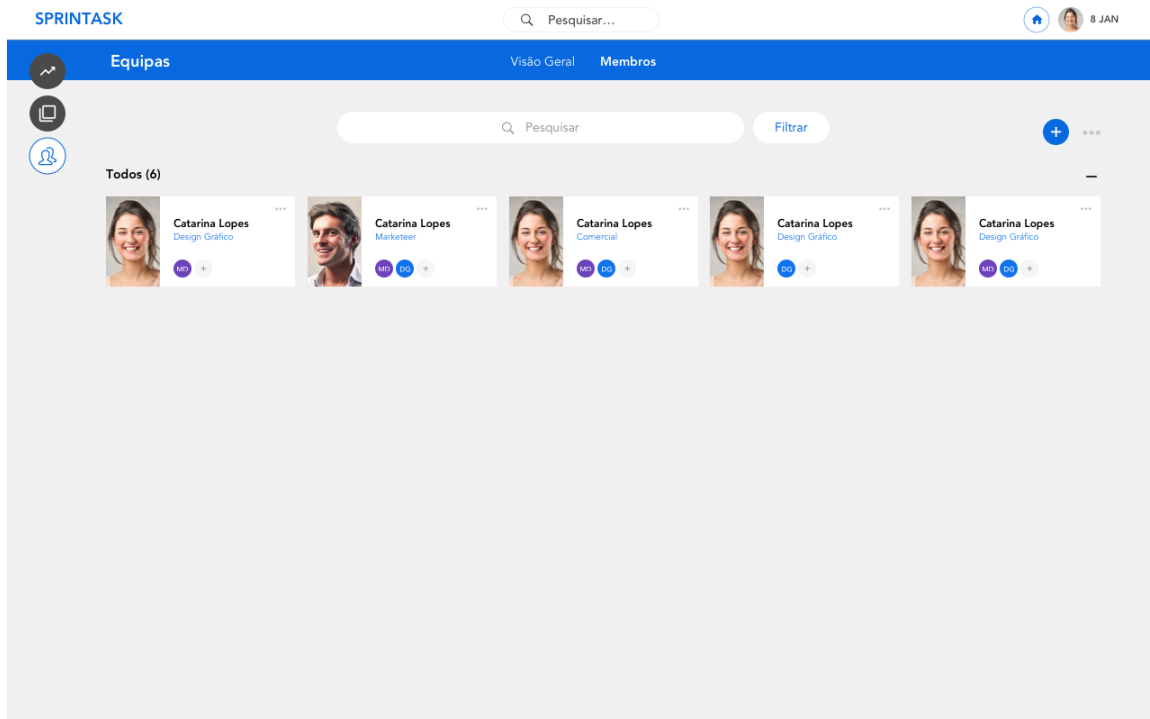 SPRINTASK
Pesquisar...
8 JAN
Equipas
Visão Geral
Membros
Pesquisar
Filtrar
Todos (6)
Catarina Lopes
Design Gráfico
MD
Catarina Lopes
Marketeer
MD DG
Catarina Lopes
Comercial
MD DG
Catarina Lopes
Design Gráfico
DG
Catarina Lopes
Design Gráfico
MD DG